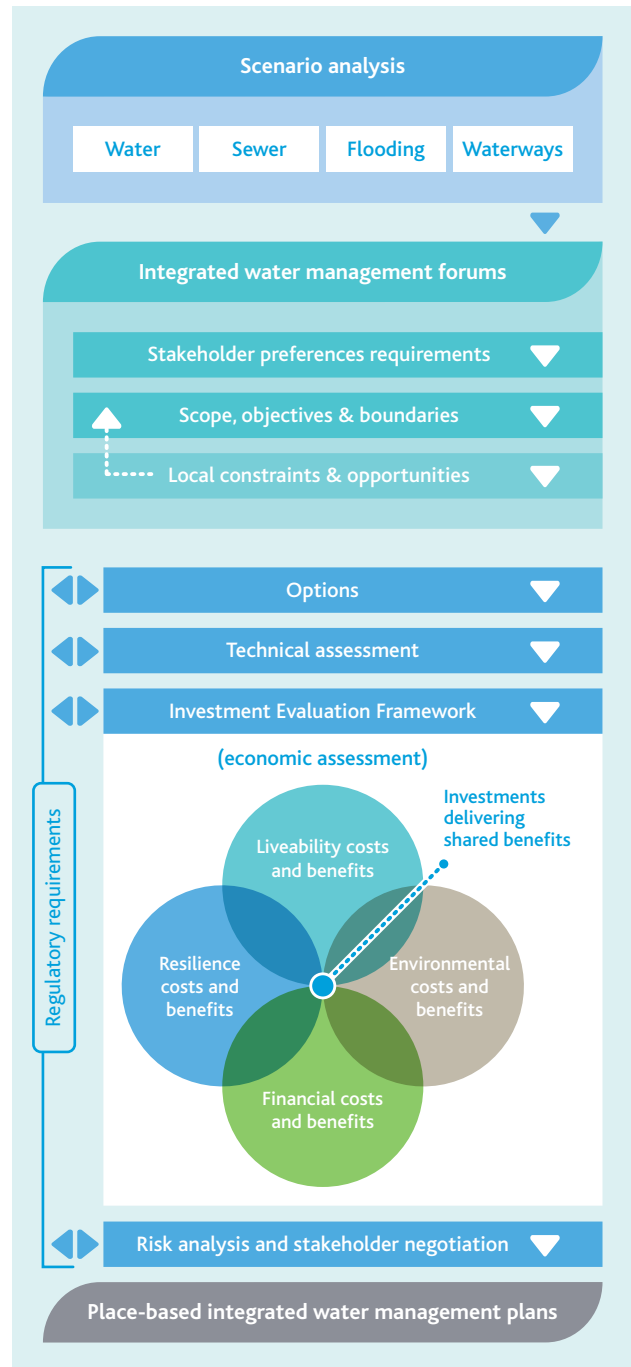 Scenario analysis
Water
Sewer
Flooding
Waterways
Integrated water management forums
Stakeholder preferences requirements
Scope, objectives & boundaries
Local constraints & opportunities
Regulatory requirements
Options
Technical assessment
Investment Evaluation Framework
(economic assessment)
Investments
delivering
shared benefits
Liveability costs
and benefits
Resilience
costs and
benefits
Environmental
costs and
benefits
Financial costs
and benefits
Risk analysis and stakeholder negotiation
Place-based integrated water management plans